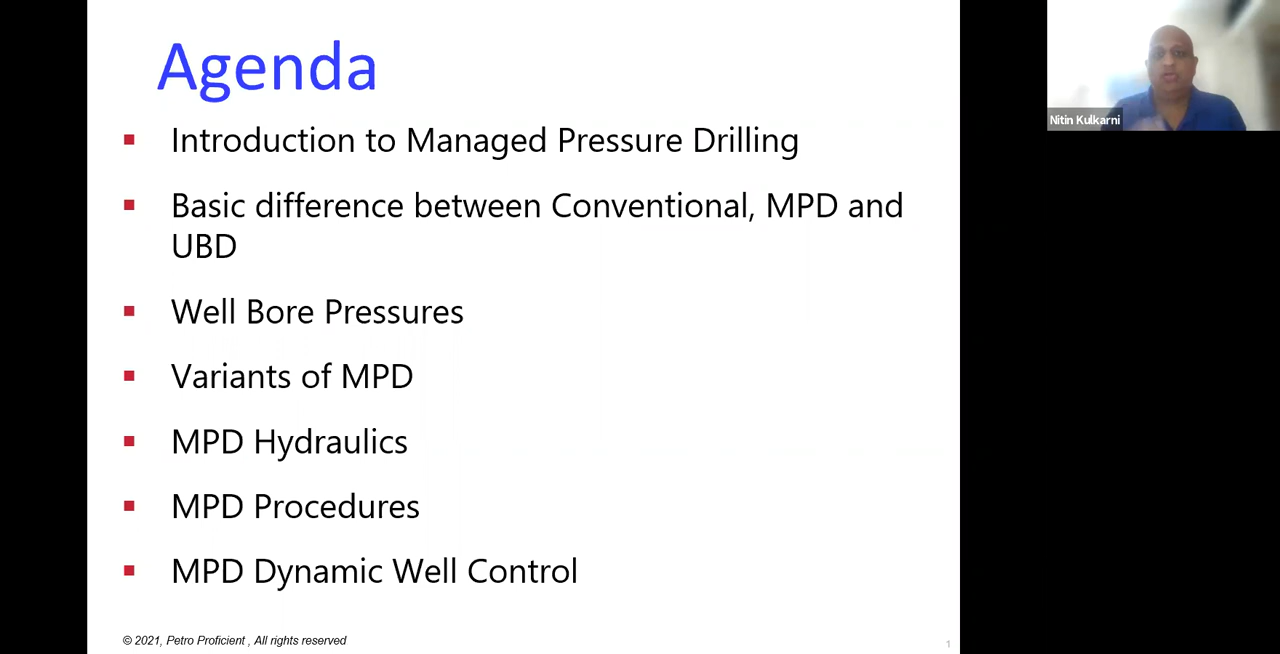 Agenda
Introduction to Managed Pressure Drilling
Basic difference between Conventional, MPD and
UBD
Well Bore Pressures
Variants of MPD
MPD Hydraulics
MPD Procedures
MPD Dynamic Well Control
© 2021, Petro Proficient , All rights reserved
1
Nitin Kulkarni